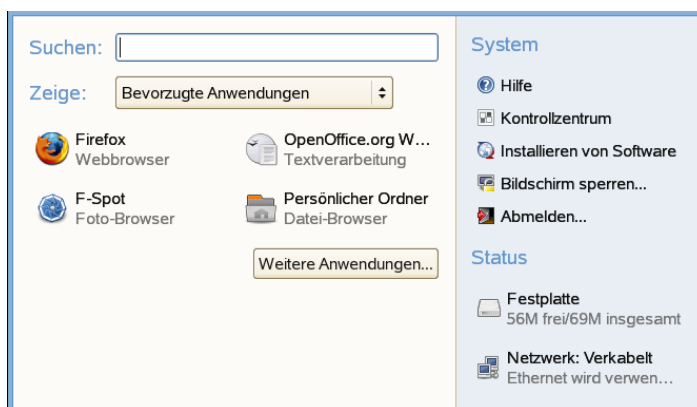 Suchen:
Zeige:
Bevorzugte Anwendungen
Firefox
Webbrowser
OpenOffice.org W...
Textverarbeitung
F-Spot
Foto-Browser
Persönlicher Ordner
Datei-Browser
Weitere Anwendungen...
System
Hilfe
Kontrollzentrum
Installieren von Software
Bildschirm sperren...
Abmelden...
Status
Festplatte
56M frei/69M insgesamt
Netzwerk: Verkabelt
Ethernet wird verwen...